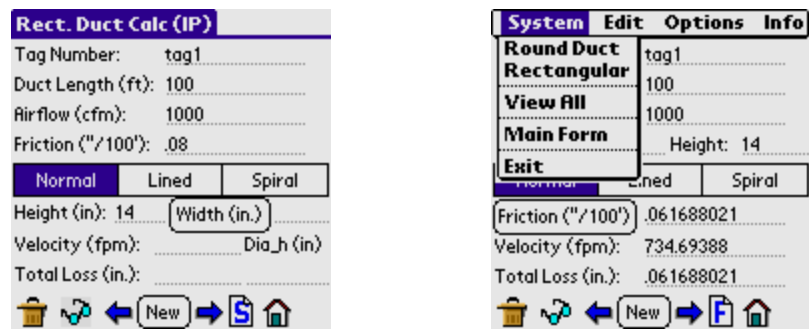 Rect. Duct Calc (IP)
Tag Number: tag1
Duct Length (ft): 100
Airflow (cfm): 1000
Friction ("/100'): .08
Normal Lined Spiral
Height (in): 14 Width (in.)
Velocity (fpm): Dia_h (in)
Total Loss (in.):
New S
System Edit Options Info
Round Duct
Rectangular
View All
Main Form
Exit
tag1
100
1000
Height: 14
Spiral
Friction ("/100') .061688021
Velocity (fpm): 734.69388
Total Loss (in.): .061688021
New F